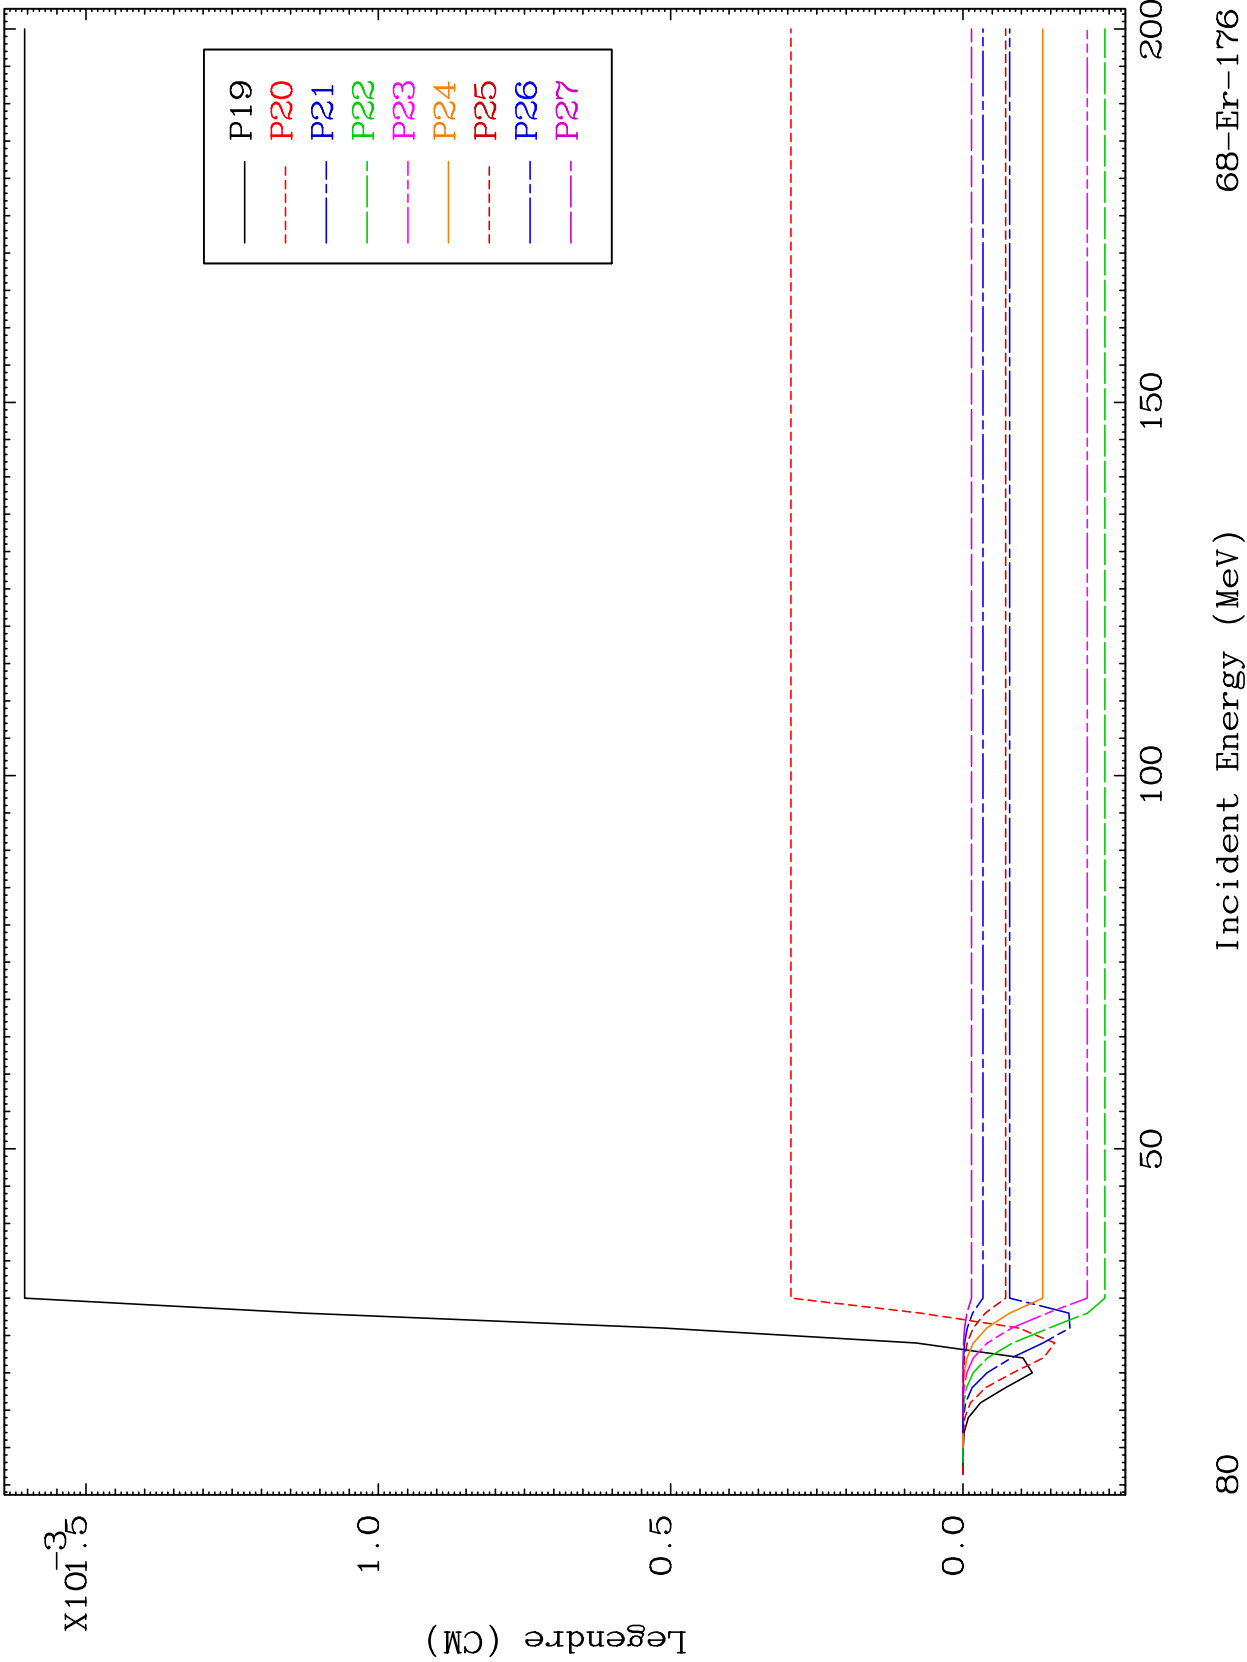 X10-3
1.5
1.0
0.5
0.0
Legendre (CM)
P19
P20
P21
P22
P23
P24
P25
P26
P27
50
100
150
200
80
Incident Energy (MeV)
68-Er-176